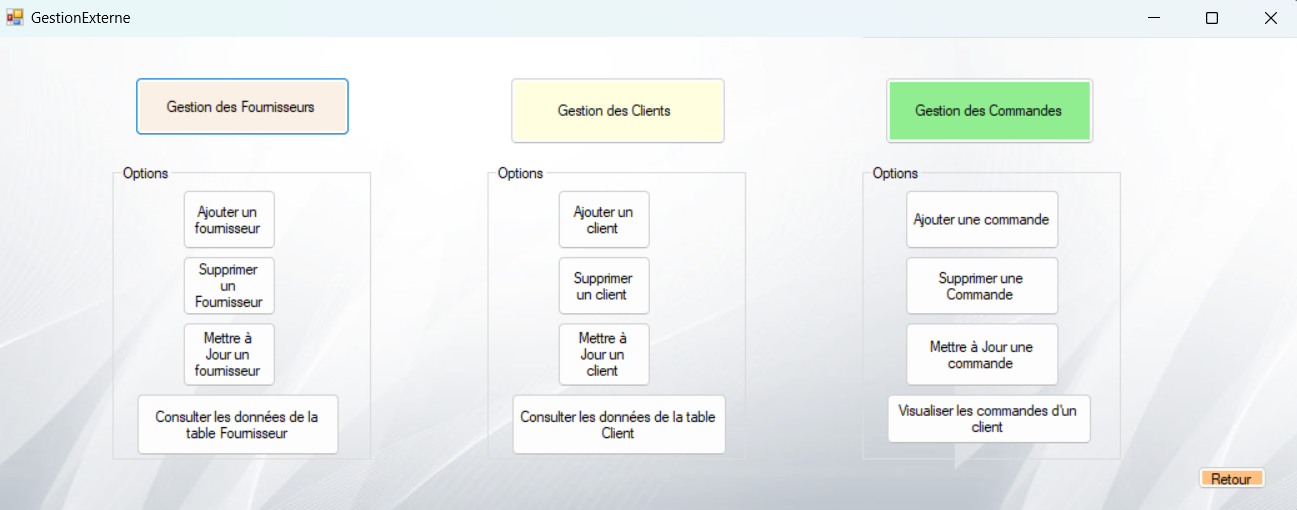 GestionExterne
Gestion des Fournisseurs
Gestion des Clients
Gestion des Commandes
Options
Ajouter un
fournisseur
Supprimer
un
Fournisseur
Mettre à
Jour un
fournisseur
Consulter les données de la
table Fournisseur
Options
Ajouter un
client
Supprimer
un client
Mettre à
Jour un
client
Consulter les données de la table
Client
Options
Ajouter une commande
Supprimer une
Commande
Mettre à Jour une
commande
Visualiser les commandes d'un
client
Retour